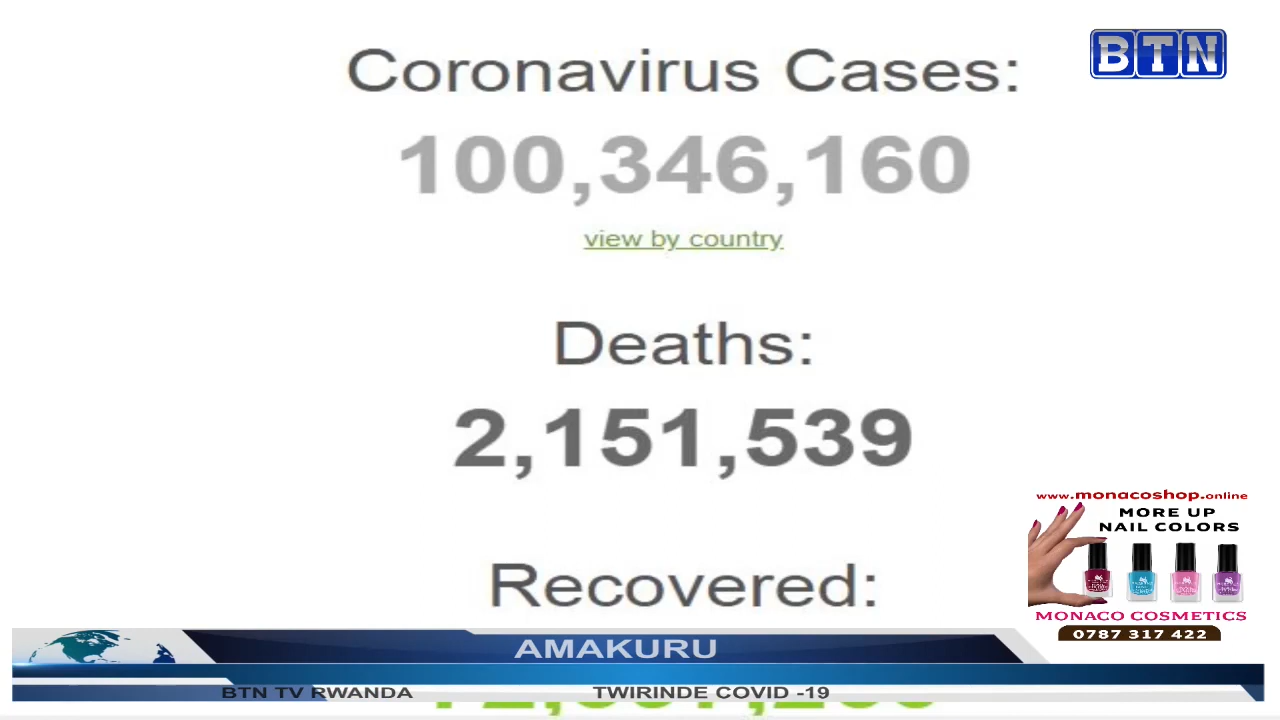 Coronavirus Cases:
BTN
100,346,160
view by country
Deaths:
2,151,539
www.monacoshop.online
MORE UP
NAIL COLORS
Recovered:
MONACO COSMETICS
0787 317 422
AMAKURU
BTN TV RWANDA
TWIRINDE COVID -19